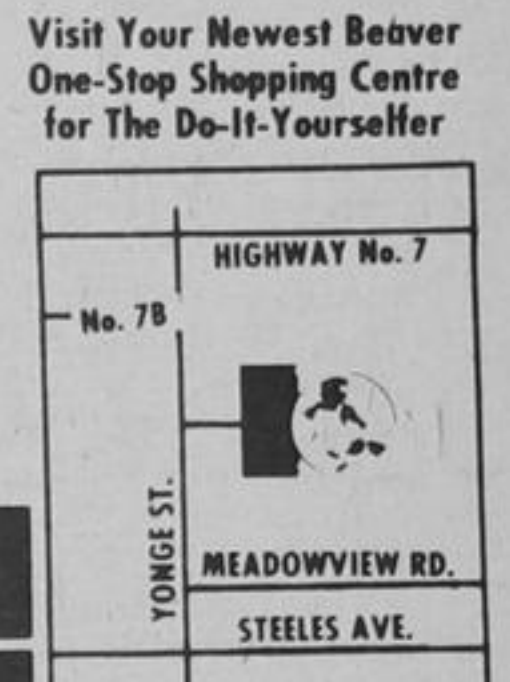 Visit Your Newest Beaver
One-Stop Shopping Centre
for The Do-It-Yourselfer
HIGHWAY No. 7
No. 7B
YONGE ST.
MEADOWVIEW RD.
STEELES AVE.